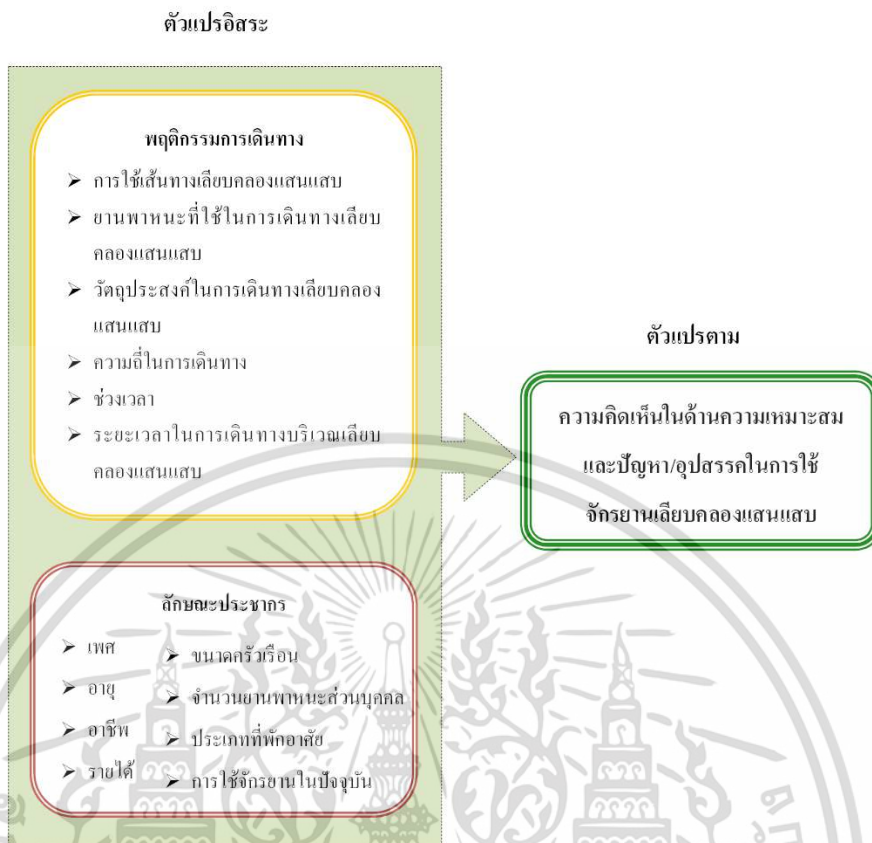 ตัวแปรอิสระ
พฤติกรรมการเดินทาง
➤ การใช้เส้นทางเลียบคลองแสนแสบ
➤ ยานพาหนะที่ใช้ในการเดินทางเลียบ
คลองแสนแสบ
➤ วัตถุประสงค์ในการเดินทางเลียบคลอง
แสนแสบ
➤ ความถี่ในการเดินทาง
➤ ช่วงเวลา
➤ ระยะเวลาในการเดินทางบริเวณเลียบ
คลองแสนแสบ
ตัวแปรตาม
ความคิดเห็นในด้านความเหมาะสม
และปัญหา/อุปสรรคในการใช้
จักรยานเลียบคลองแสนแสบ
ลักษณะประชากร
➤ เพศ
➤ อายุ
➤ อาชีพ
➤ รายได้
➤ ขนาดครัวเรือน
➤ จำนวนยานพาหนะส่วนบุคคล
➤ ประเภทที่พักอาศัย
➤ การใช้จักรยานในปัจจุบัน